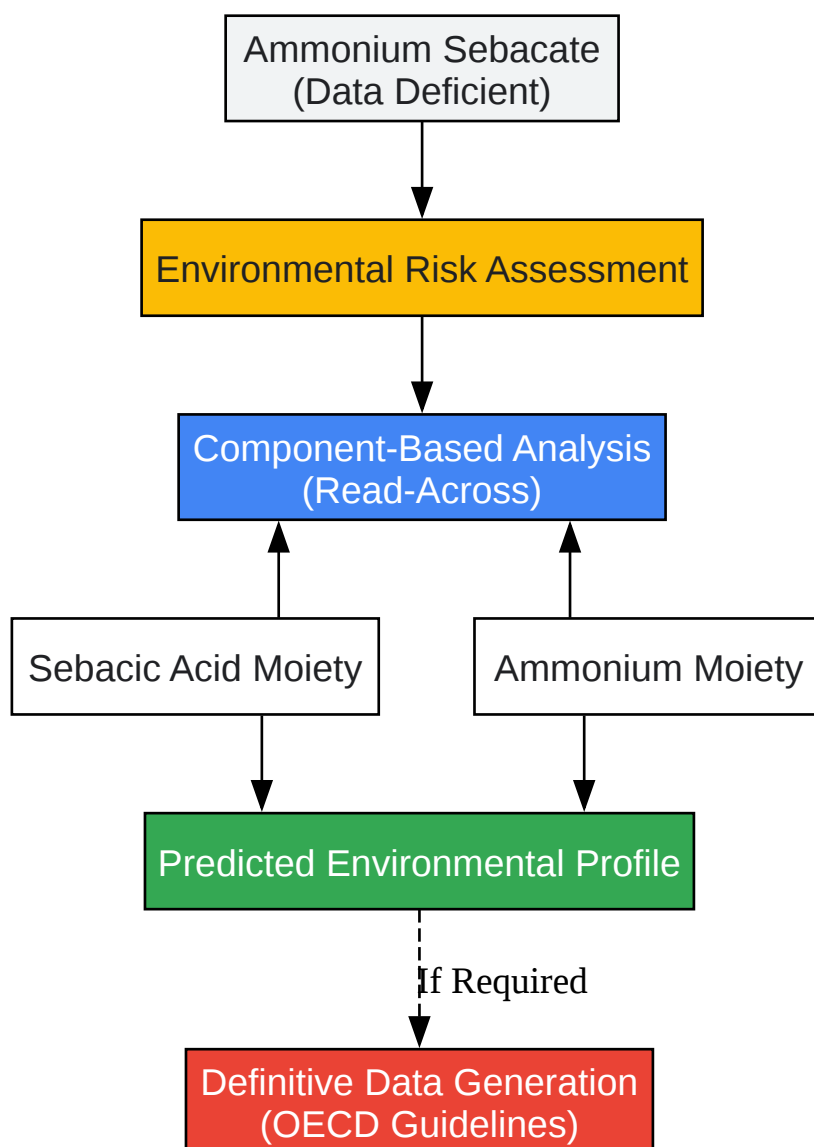 Ammonium Sebacate
(Data Deficient)
Environmental Risk Assessment
Component-Based Analysis
(Read-Across)
Sebacic Acid Moiety
Ammonium Moiety
Predicted Environmental Profile
If Required
Definitive Data Generation
(OECD Guidelines)